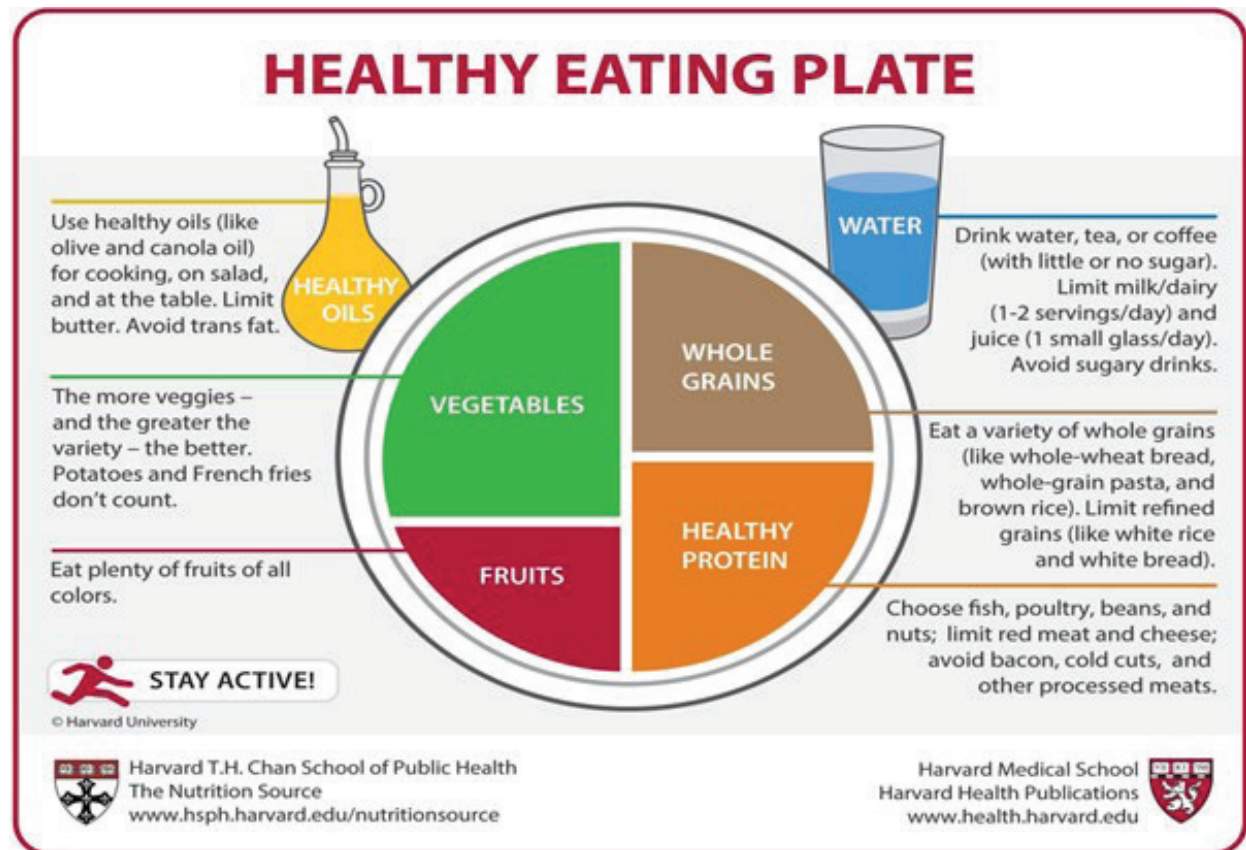 HEALTHY EATING PLATE
Use healthy oils (like
olive and canola oil)
for cooking, on salad,
and at the table. Limit
butter. Avoid trans fat.
HEALTHY
OILS
The more veggies –
and the greater the
variety – the better.
Potatoes and French fries
don't count.
Eat plenty of fruits of all
colors.
VEGETABLES
FRUITS
WHOLE
GRAINS
HEALTHY
PROTEIN
WATER
Drink water, tea, or coffee
(with little or no sugar).
Limit milk/dairy
(1-2 servings/day) and
juice (1 small glass/day).
Avoid sugary drinks.
Eat a variety of whole grains
(like whole-wheat bread,
whole-grain pasta, and
brown rice). Limit refined
grains (like white rice
and white bread).
Choose fish, poultry, beans, and
nuts; limit red meat and cheese;
avoid bacon, cold cuts, and
other processed meats.
STAY ACTIVE!
© Harvard University
Harvard T.H. Chan School of Public Health
The Nutrition Source
www.hsph.harvard.edu/nutritionsource
Harvard Medical School
Harvard Health Publications
www.health.harvard.edu